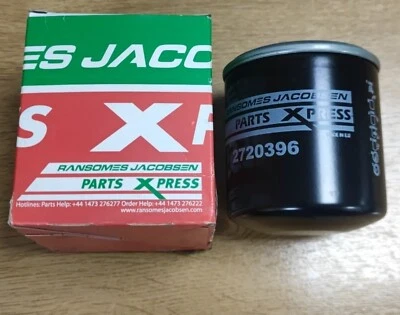 ES JACO
S X R
RANSOMES JACOBSEN
PARTS XPRESS
Hotlines: Parts Help: +44 1473 276277 Order Help: +44 1473 276222
www.ransomesjacobsen.com
RANSOMES JACOBSEN
PARTS XPRESS
2720396